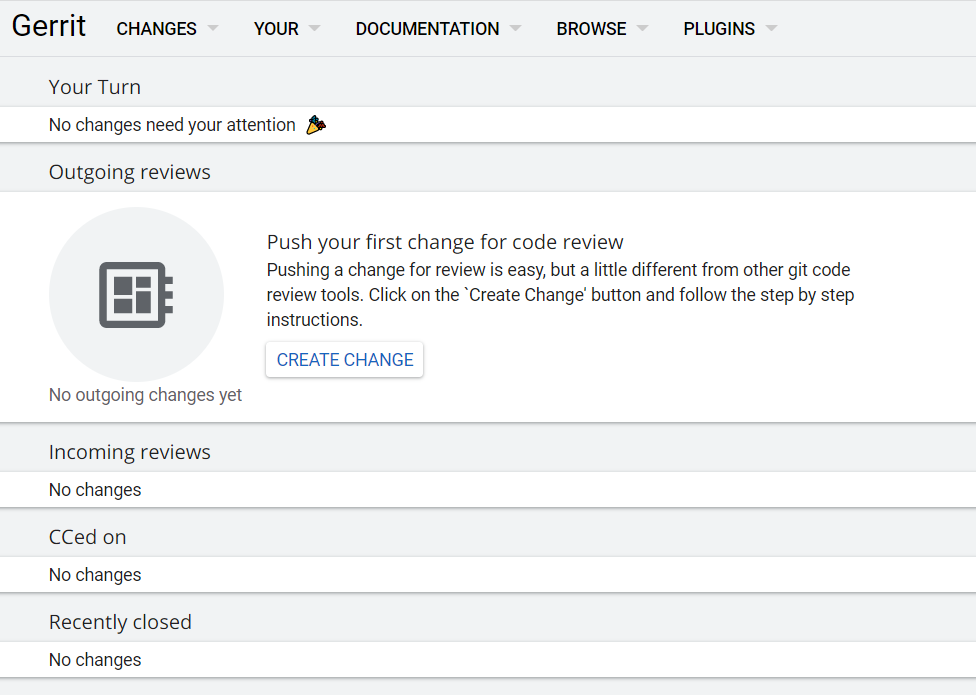 Gerrit CHANGES YOUR DOCUMENTATION BROWSE PLUGINS
Your Turn
No changes need your attention 🎉
Outgoing reviews
Push your first change for code review
Pushing a change for review is easy, but a little different from other git code
review tools. Click on the `Create Change' button and follow the step by step
instructions.
CREATE CHANGE
No outgoing changes yet
Incoming reviews
No changes
CCed on
No changes
Recently closed
No changes